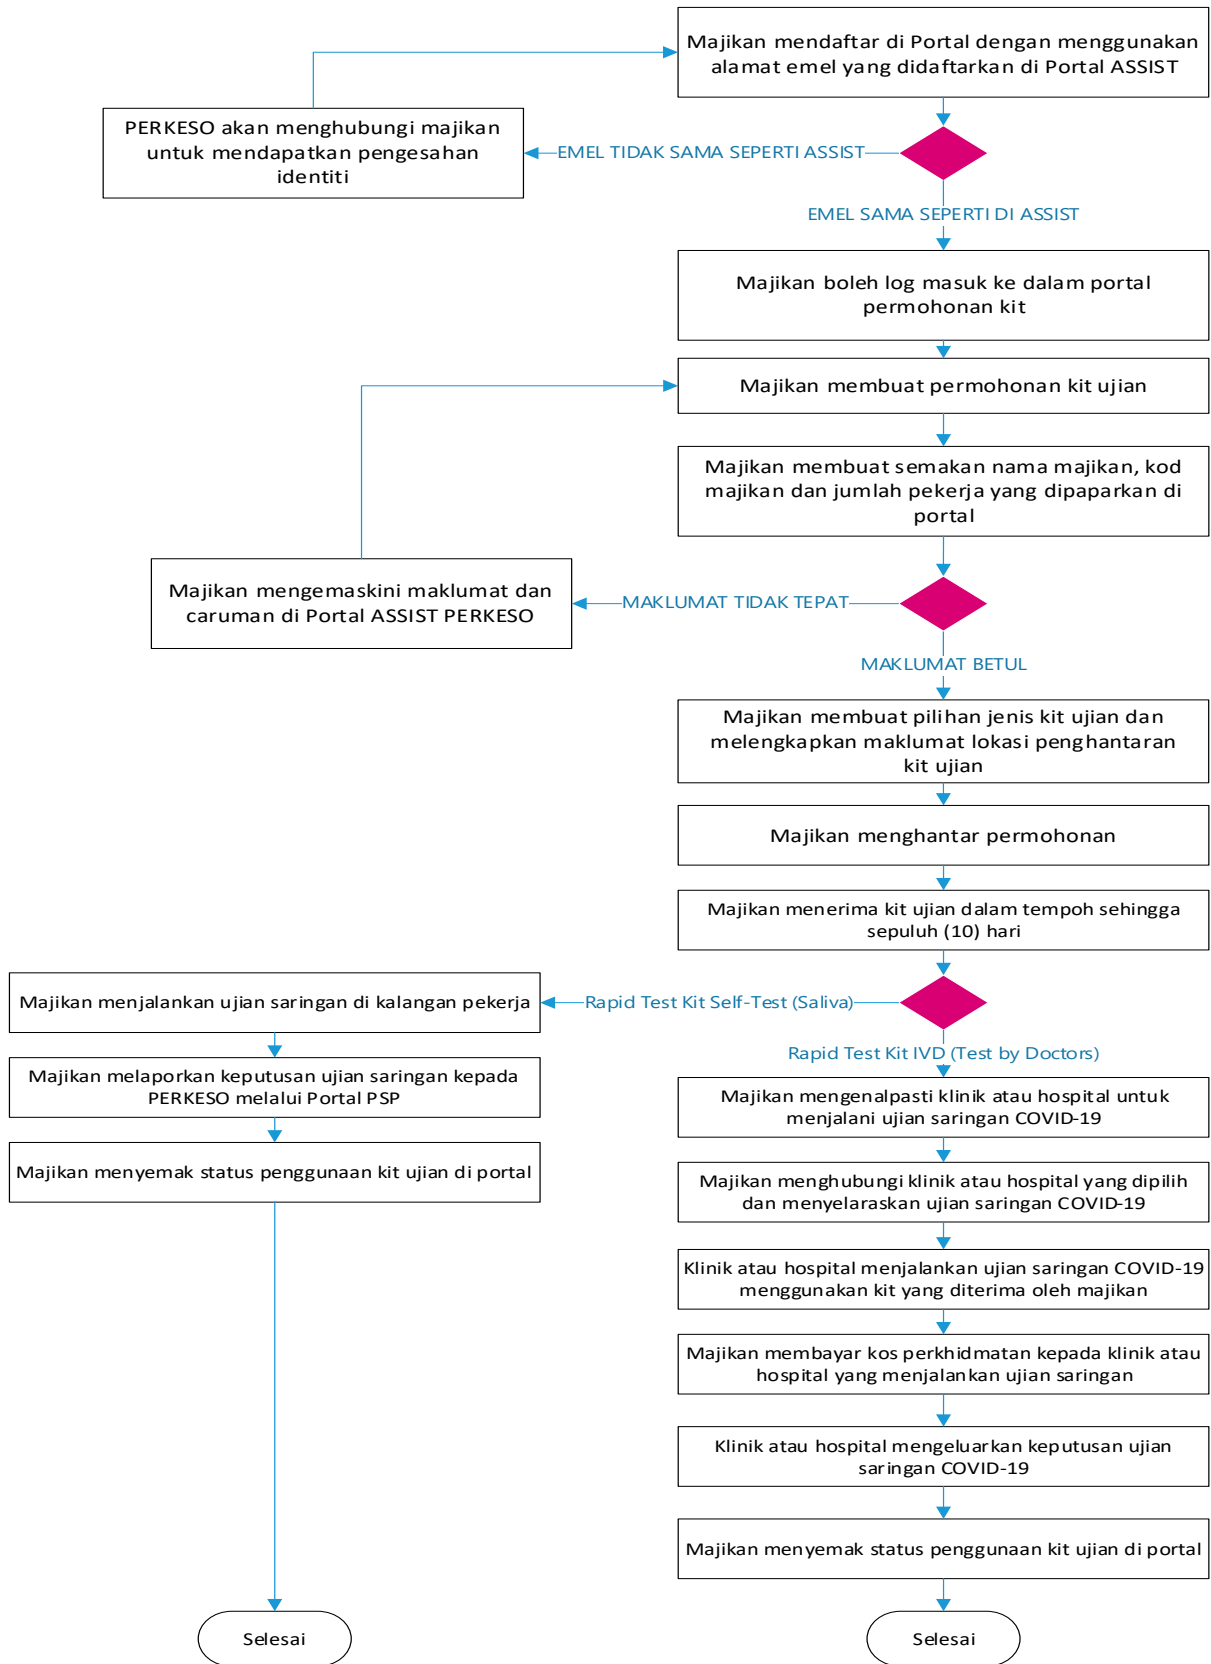 Majikan mendaftar di Portal dengan menggunakan
alamat emel yang didaftarkan di Portal ASSIST
PERKESO akan menghubungi majikan
untuk mendapatkan pengesahan
identiti
EMEL TIDAK SAMA SEPERTI ASSIST
EMEL SAMA SEPERTI DI ASSIST
Majikan boleh log masuk ke dalam portal
permohonan kit
Majikan membuat permohonan kit ujian
Majikan membuat semakan nama majikan, kod
majikan dan jumlah pekerja yang dipaparkan di
portal
Majikan mengemaskini maklumat dan
caruman di Portal ASSIST PERKESO
MAKLUMAT TIDAK TEPAT
MAKLUMAT BETUL
Majikan membuat pilihan jenis kit ujian dan
melengkapkan maklumat lokasi penghantaran
kit ujian
Majikan menghantar permohonan
Majikan menerima kit ujian dalam tempoh sehingga
sepuluh (10) hari
Rapid Test Kit Self-Test (Saliva)
Majikan menjalankan ujian saringan di kalangan pekerja
Majikan melaporkan keputusan ujian saringan kepada
PERKESO melalui Portal PSP
Majikan menyemak status penggunaan kit ujian di portal
Selesai
Rapid Test Kit IVD (Test by Doctors)
Majikan mengenalpasti klinik atau hospital untuk
menjalani ujian saringan COVID-19
Majikan menghubungi klinik atau hospital yang dipilih
dan menyelaraskan ujian saringan COVID-19
Klinik atau hospital menjalankan ujian saringan COVID-19
menggunakan kit yang diterima oleh majikan
Majikan membayar kos perkhidmatan kepada klinik atau
hospital yang menjalankan ujian saringan
Klinik atau hospital mengeluarkan keputusan ujian
saringan COVID-19
Majikan menyemak status penggunaan kit ujian di portal
Selesai